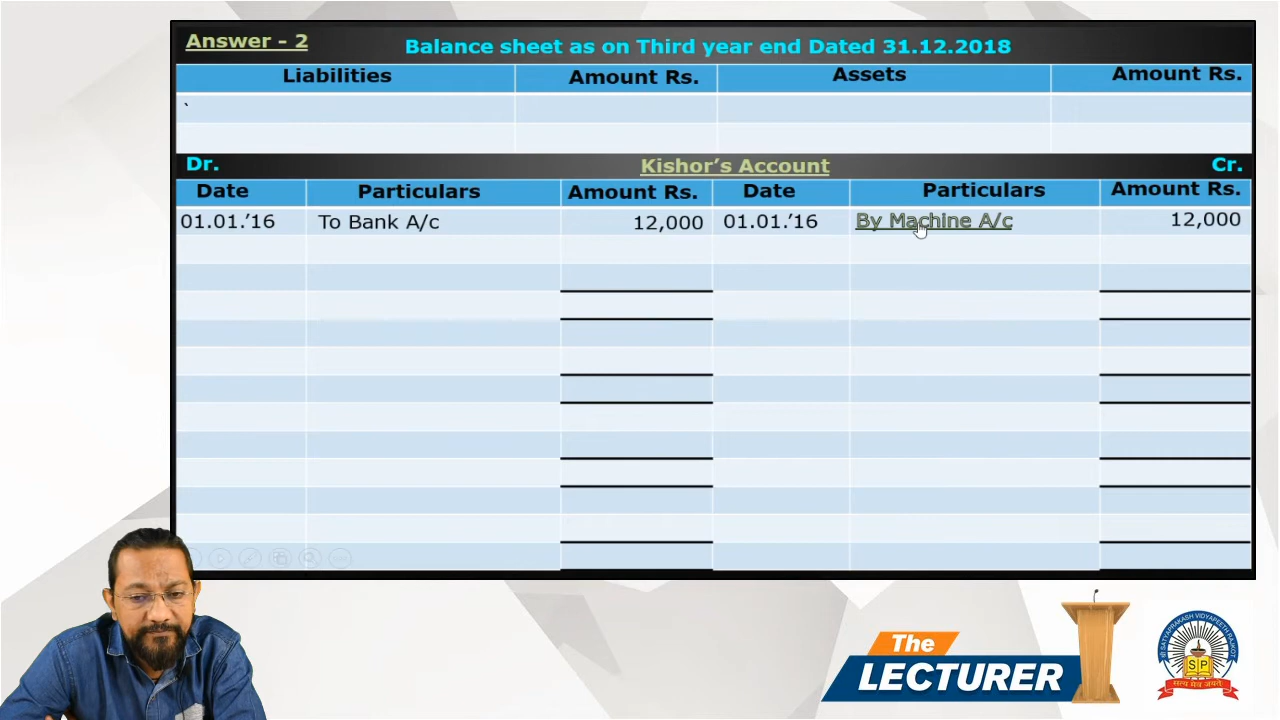 Answer - 2
Balance sheet as on Third year end Dated 31.12.2018
Liabilities Amount Rs. Assets Amount Rs.
`
Dr. Kishor’s Account Cr.
Date Particulars Amount Rs. Date Particulars Amount Rs.
01.01.’16 To Bank A/c 12,000 01.01.’16 By Machine A/c 12,000
The
LECTURER
SP